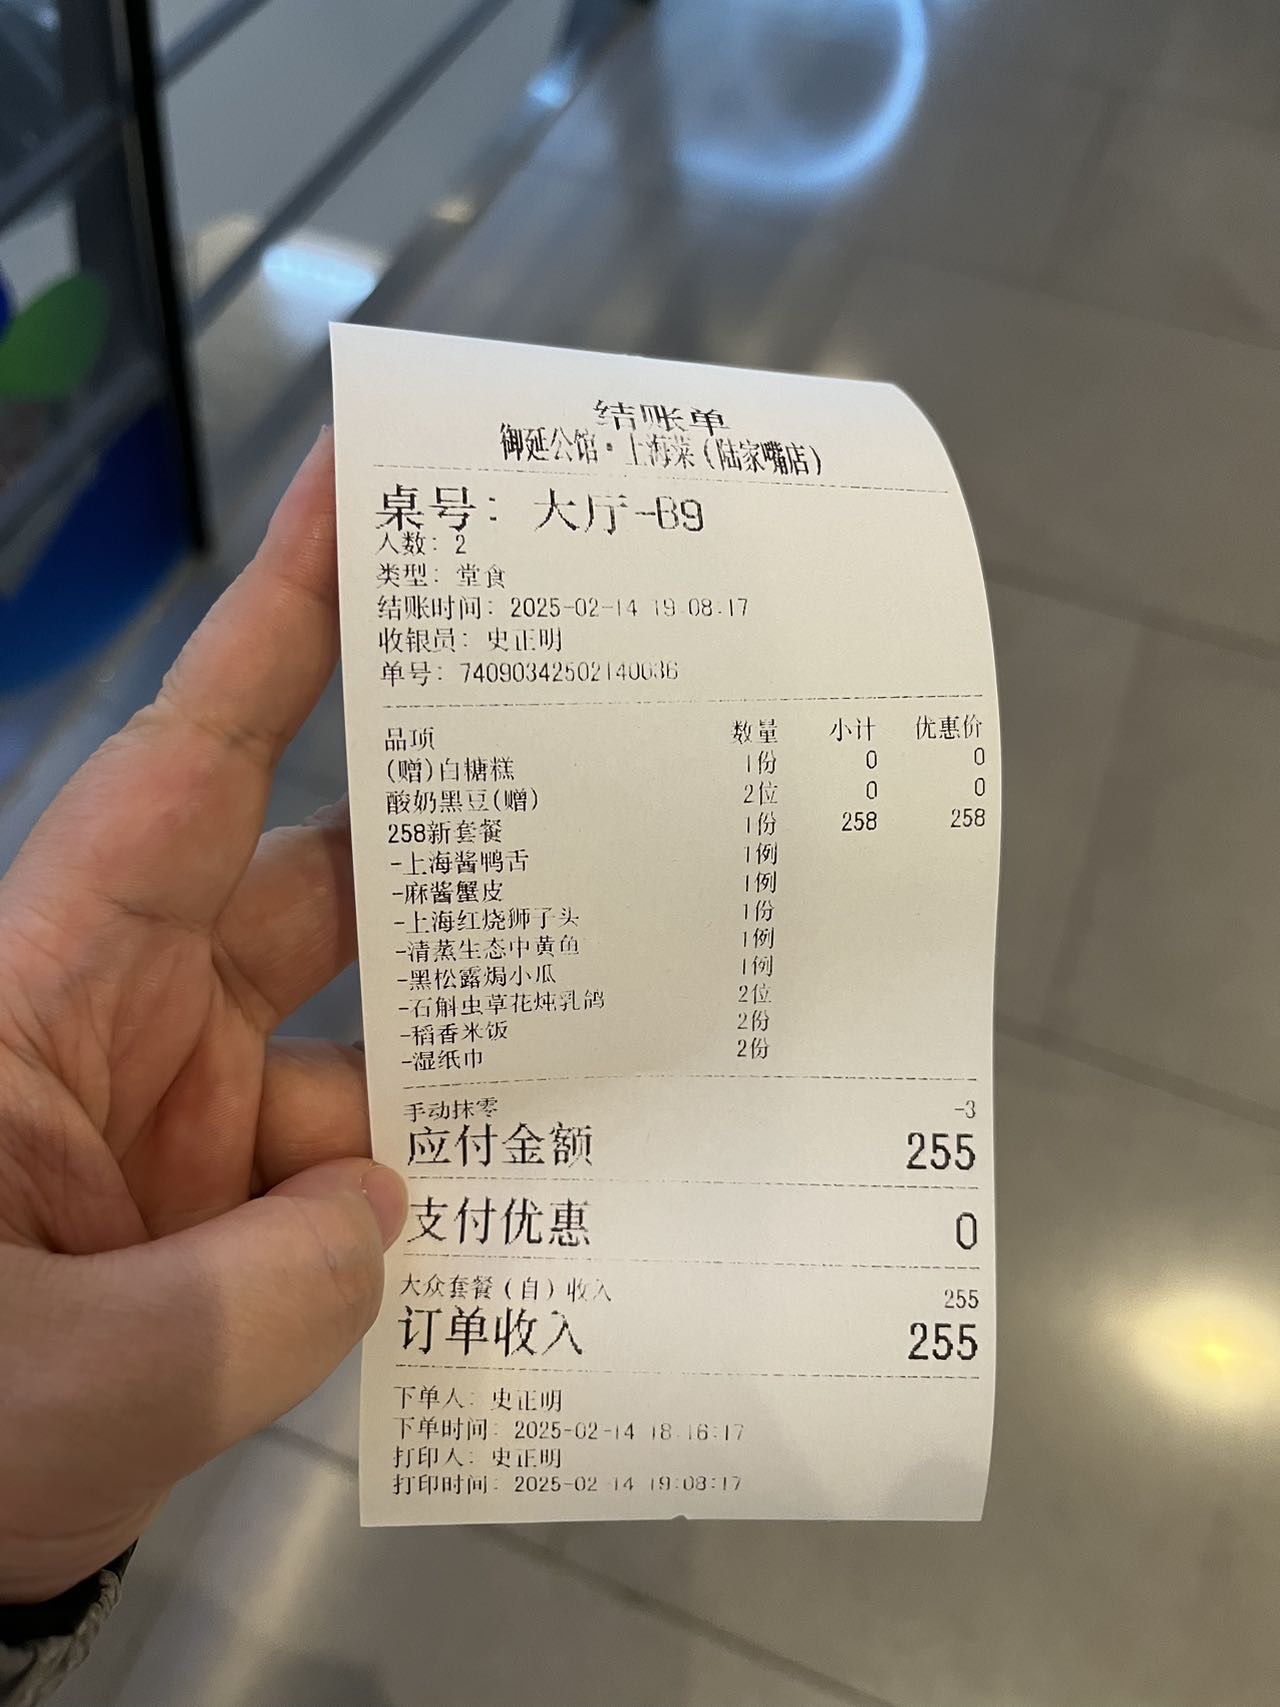 结账单
御延公馆·上海菜(陆家嘴店)
桌号: 大厅-B9
人数: 2
类型: 堂食
结账时间: 2025-02-14 19:08:17
收银员: 史正明
单号: 74090342502140036
品项 数量 小计 优惠价
(赠)白糖糕 1份 0 0
酸奶黑豆(赠) 2位 0 0
258新套餐 1份 258 258
-上海酱鸭舌 1例
-麻酱蟹皮 1例
-上海红烧狮子头 1份
-清蒸生态中黄鱼 1例
-黑松露焗小瓜 1例
-石斛虫草花炖乳鸽 2位
-稻香米饭 2份
-湿纸巾 2份
手动抹零 -3
应付金额 255
支付优惠 0
大众套餐(自)收入 255
订单收入 255
下单人: 史正明
下单时间: 2025-02-14 18:16:17
打印人: 史正明
打印时间: 2025-02-14 19:08:17